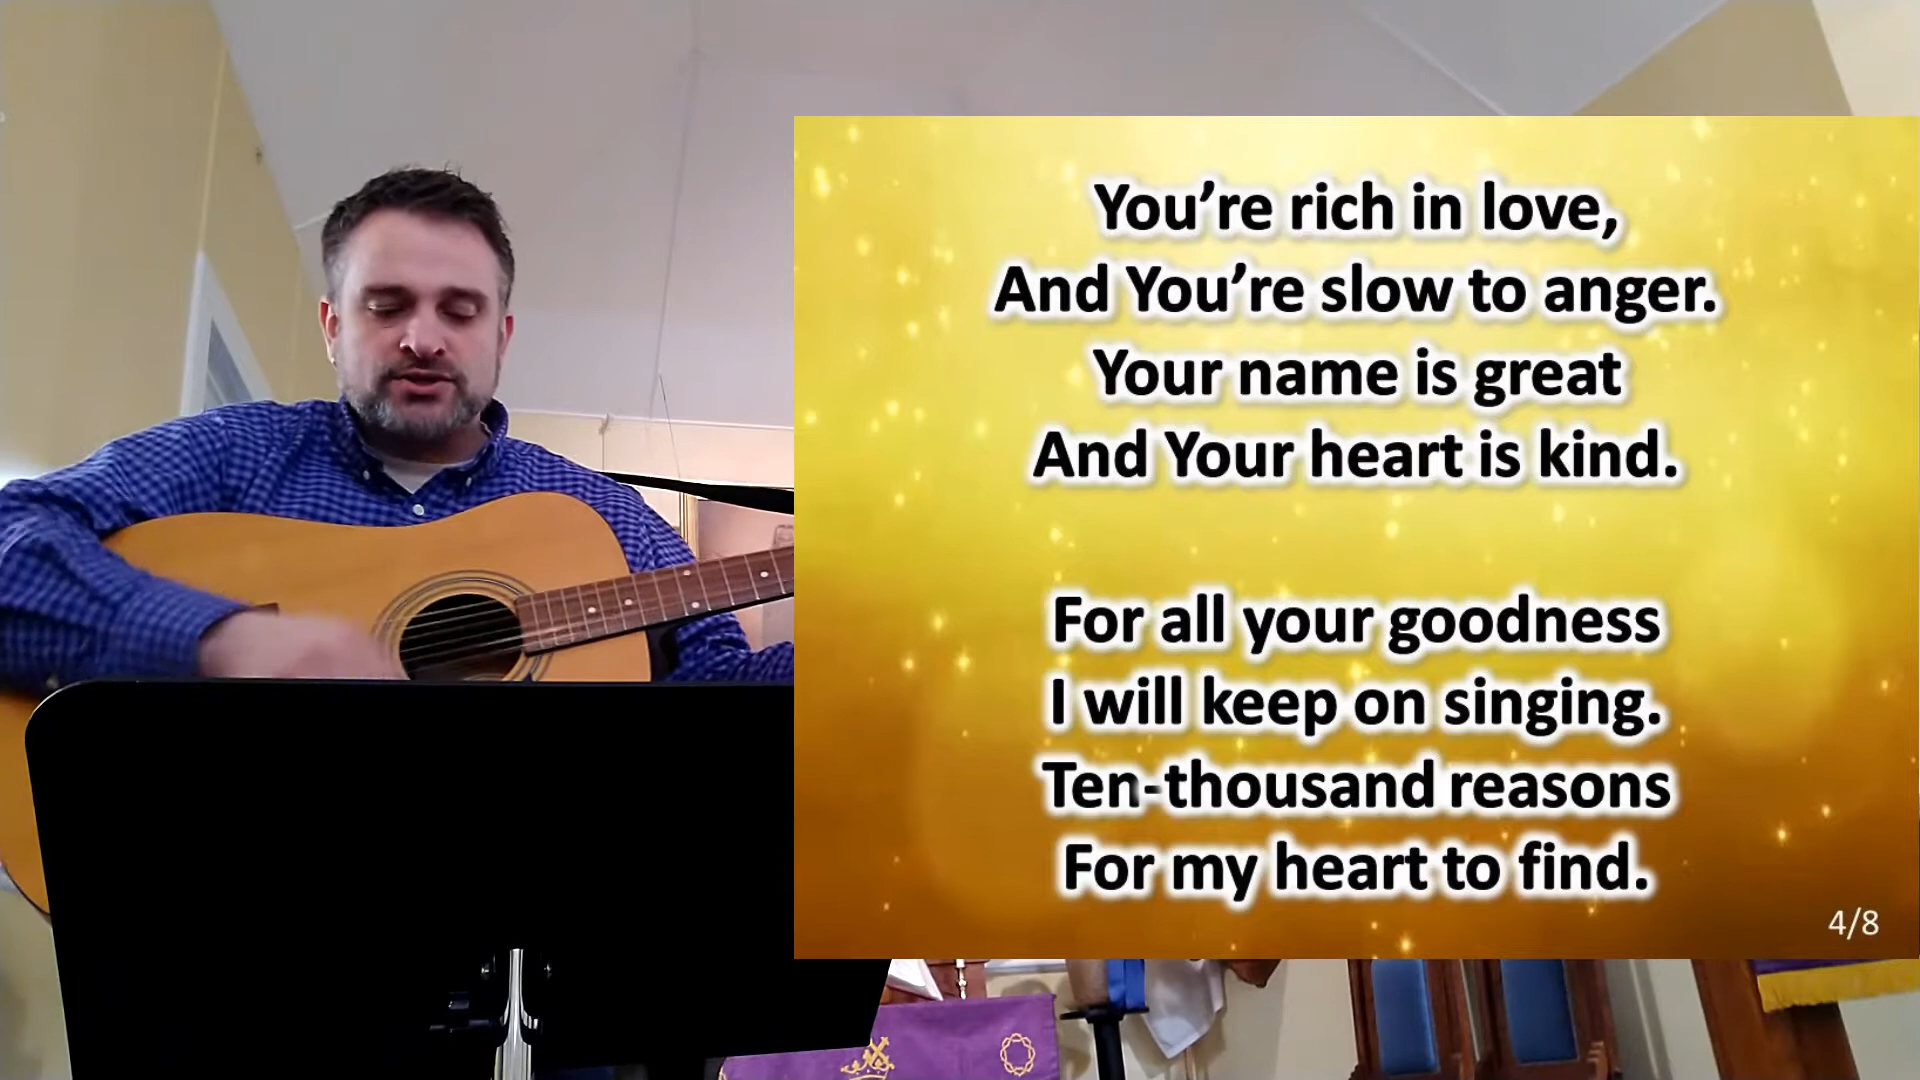 You’re rich in love,
And You’re slow to anger.
Your name is great
And Your heart is kind.
For all your goodness
I will keep on singing.
Ten-thousand reasons
For my heart to find.
4/8